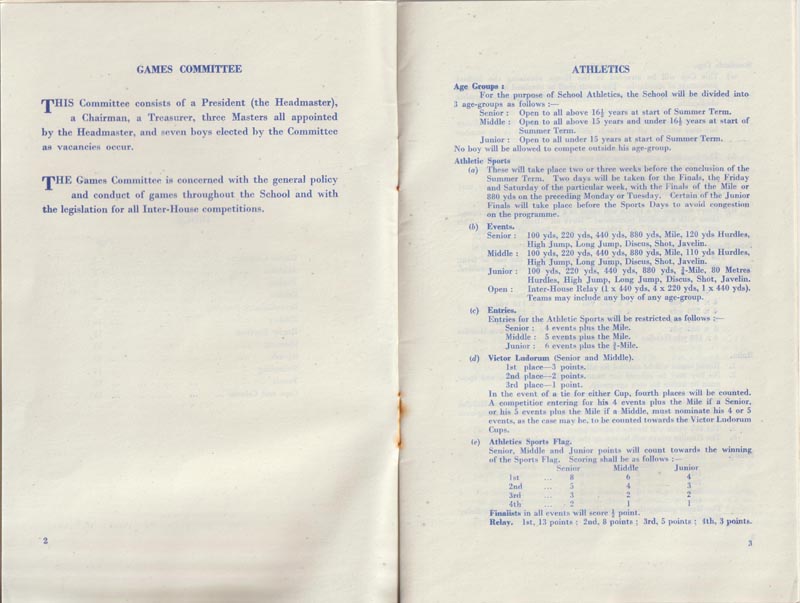 GAMES COMMITTEE
THIS Committee consists of a President (the Headmaster),
a Chairman, a Treasurer, three Masters all appointed
by the Headmaster, and seven boys elected by the Committee
as vacancies occur.
THE Games Committee is concerned with the general policy
and conduct of games throughout the School and with
the legislation for all Inter-House competitions.
2
ATHLETICS
Age Groups :
For the purpose of School Athletics, the School will be divided into
3 age-groups as follows :—
Senior : Open to all above 16½ years at start of Summer Term.
Middle : Open to all above 15 years and under 16½ years at start of
Summer Term.
Junior : Open to all under 15 years at start of Summer Term.
No boy will be allowed to compete outside his age-group.
Athletic Sports
(a) These will take place two or three weeks before the conclusion of the
Summer Term. Two days will be taken for the Finals, the Friday
and Saturday of the particular week, with the Finals of the Mile or
880 yds on the preceding Monday or Tuesday. Certain of the Junior
Finals will take place before the Sports Days to avoid congestion
on the programme.
(b) Events.
Senior : 100 yds, 220 yds, 440 yds, 880 yds, Mile, 120 yds Hurdles,
High Jump, Long Jump, Discus, Shot, Javelin.
Middle : 100 yds, 220 yds, 440 yds, 880 yds, Mile, 110 yds Hurdles,
High Jump, Long Jump, Discus, Shot, Javelin.
Junior : 100 yds, 220 yds, 440 yds, 880 yds, ¾-Mile, 80 Metres
Hurdles, High Jump, Long Jump, Discus, Shot, Javelin.
Open : Inter-House Relay (1 x 440 yds, 4 x 220 yds, 1 x 440 yds).
Teams may include any boy of any age-group.
(c) Entries.
Entries for the Athletic Sports will be restricted as follows :—
Senior : 4 events plus the Mile.
Middle : 5 events plus the Mile.
Junior : 6 events plus the ¾-Mile.
(d) Victor Ludorum (Senior and Middle).
1st place—3 points.
2nd place—2 points.
3rd place—1 point.
In the event of a tie for either Cup, fourth places will be counted.
A competitior entering for his 4 events plus the Mile if a Senior,
or his 5 events plus the Mile if a Middle, must nominate his 4 or 5
events, as the case may be, to be counted towards the Victor Ludorum
Cups.
(e) Athletics Sports Flag.
Senior, Middle and Junior points will count towards the winning
of the Sports Flag. Scoring shall be as follows :—
Senior Middle Junior
1st ... 8 6 4
2nd ... 5 4 3
3rd ... 3 2 2
4th ... 2 1 1
Finalists in all events will score ½ point.
Relay. 1st, 13 points ; 2nd, 8 points ; 3rd, 5 points ; 4th, 3 points.
3